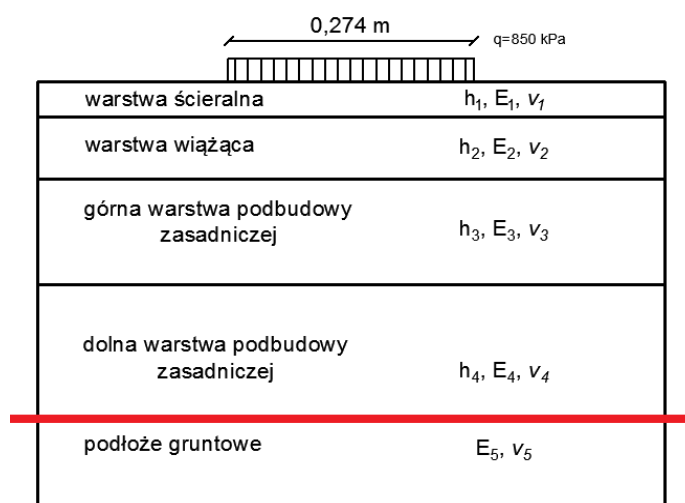 0,274 m
q=850 kPa
warstwa ścieralna
h₁, E₁, v₁
warstwa wiążąca
h₂, E₂, v₂
górna warstwa podbudowy
zasadniczej
h₃, E₃, v₃
dolna warstwa podbudowy
zasadniczej
h₄, E₄, v₄
podłoże gruntowe
E₅, v₅